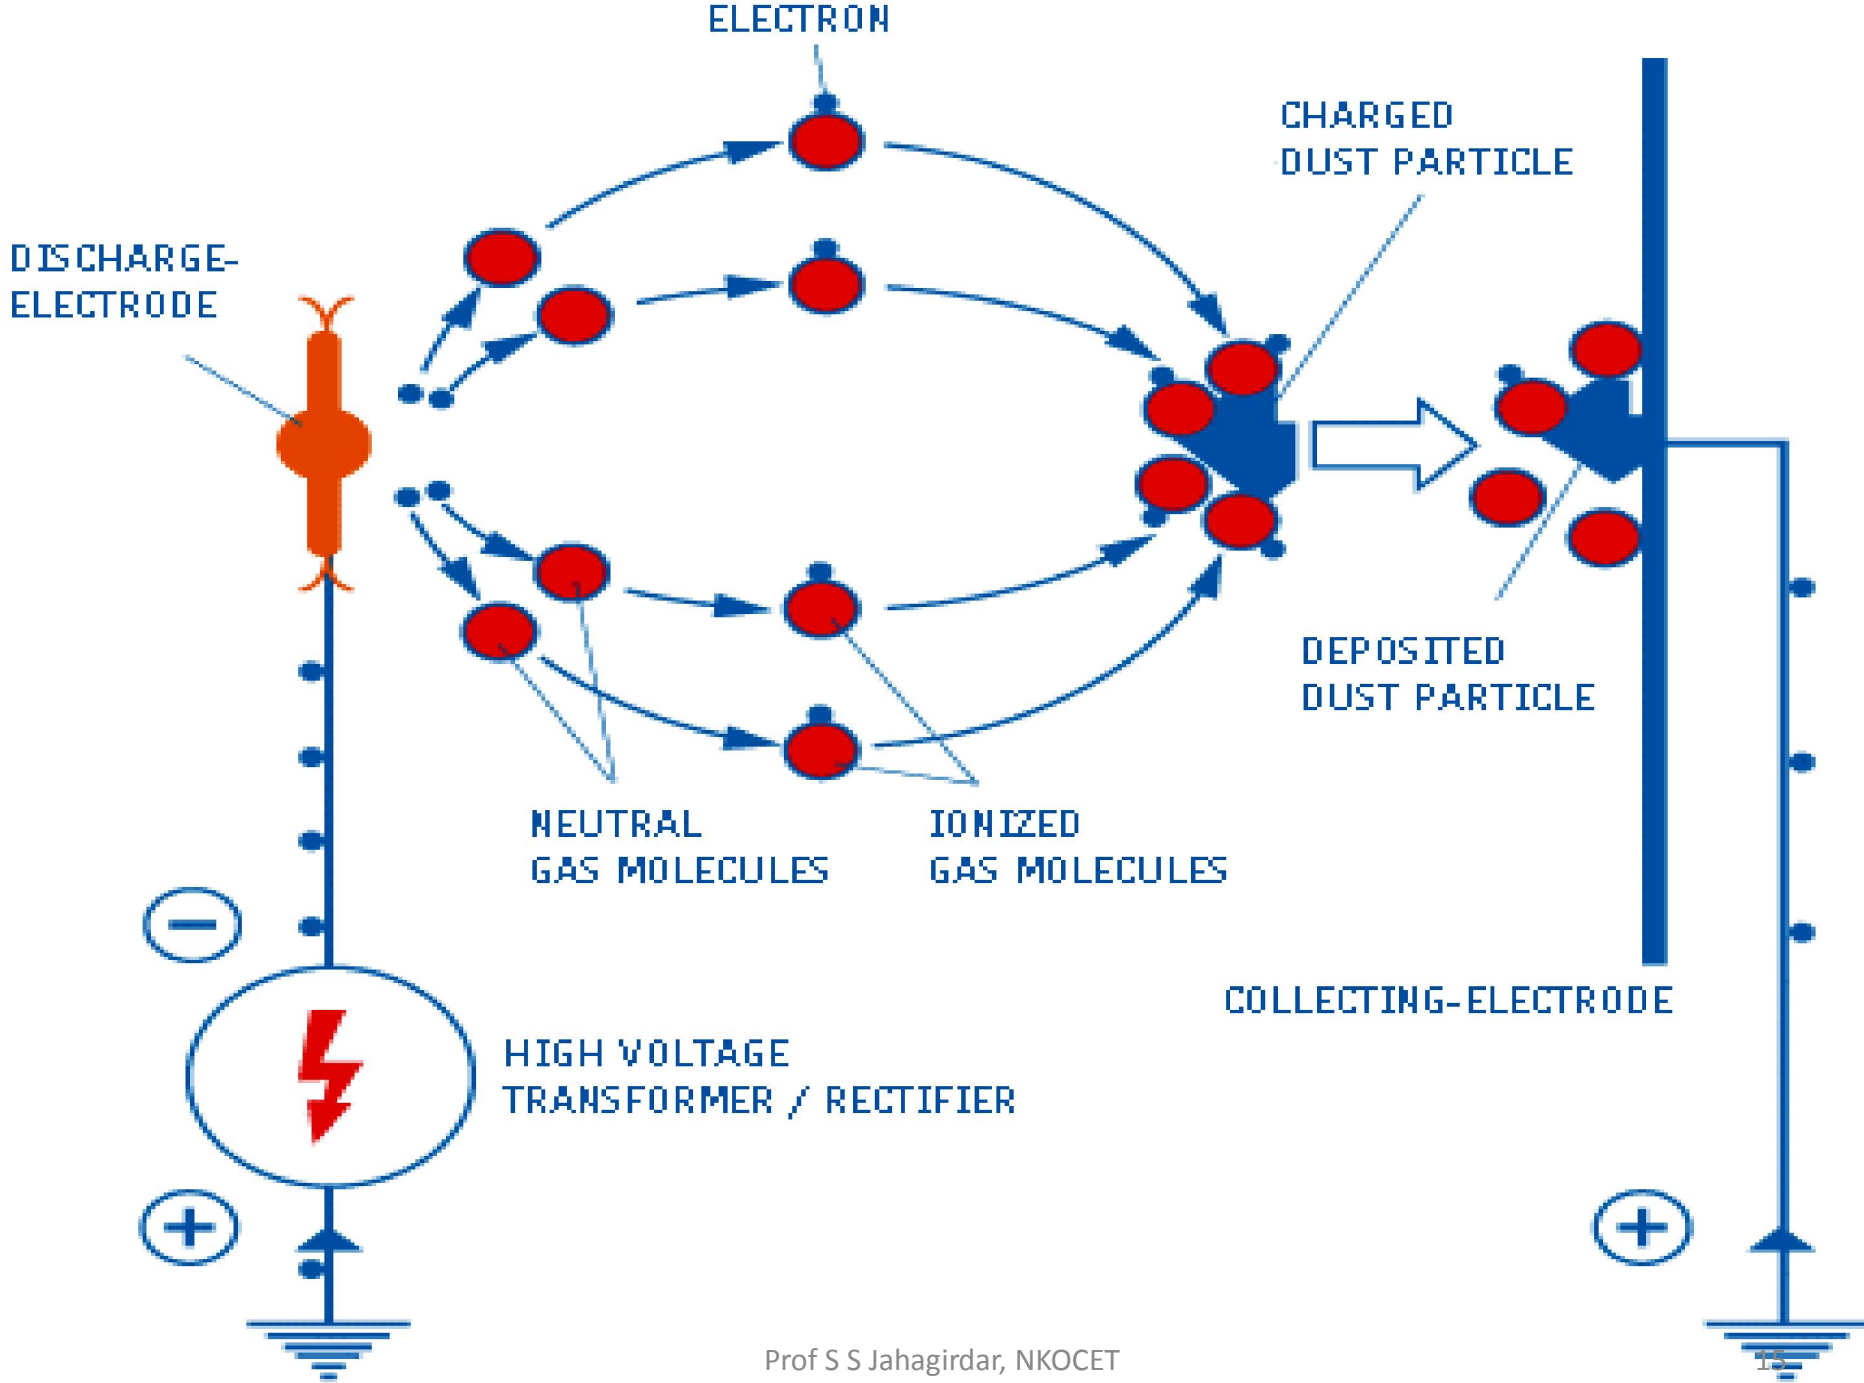 ELECTRON
CHARGED
DUST PARTICLE
DISCHARGE-
ELECTRODE
DEPOSITED
DUST PARTICLE
NEUTRAL
GAS MOLECULES
IONIZED
GAS MOLECULES
COLLECTING-ELECTRODE
HIGH VOLTAGE
TRANSFORMER / RECTIFIER
Prof S S Jahagirdar, NKOCET
15